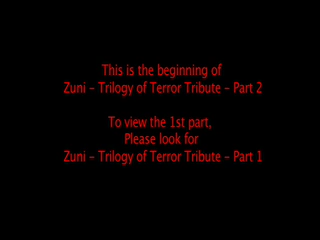 This is the beginning of
Zuni - Trilogy of Terror Tribute - Part 2
To view the 1st part,
Please look for
Zuni - Trilogy of Terror Tribute - Part 1